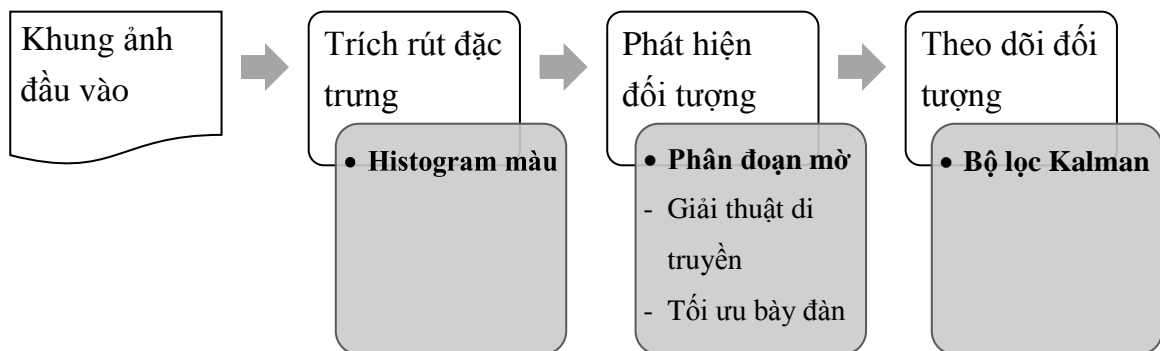 Khung ảnh
đầu vào
Trích rút đặc
trưng
• Histogram màu
Phát hiện
đối tượng
• Phân đoạn mờ
- Giải thuật di
truyền
- Tối ưu bày đàn
Theo dõi đối
tượng
• Bộ lọc Kalman